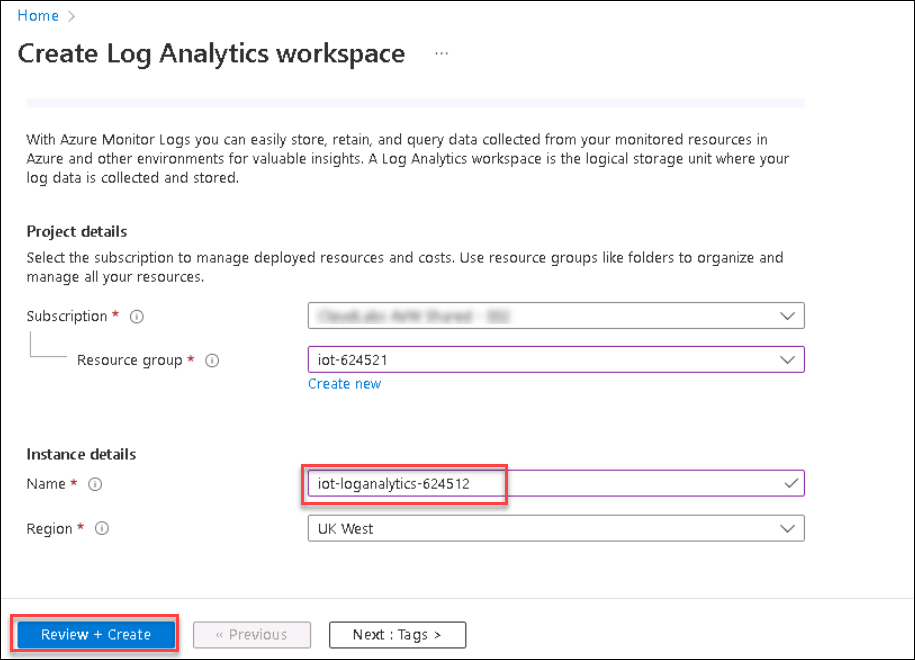 Home >
Create Log Analytics workspace ...
With Azure Monitor Logs you can easily store, retain, and query data collected from your monitored resources in
Azure and other environments for valuable insights. A Log Analytics workspace is the logical storage unit where your
log data is collected and stored.
Project details
Select the subscription to manage deployed resources and costs. Use resource groups like folders to organize and
manage all your resources.
Subscription *
Resource group * iot-624521
Create new
Instance details
Name * iot-loganalytics-624512
Region * UK West
Review + Create « Previous Next : Tags >